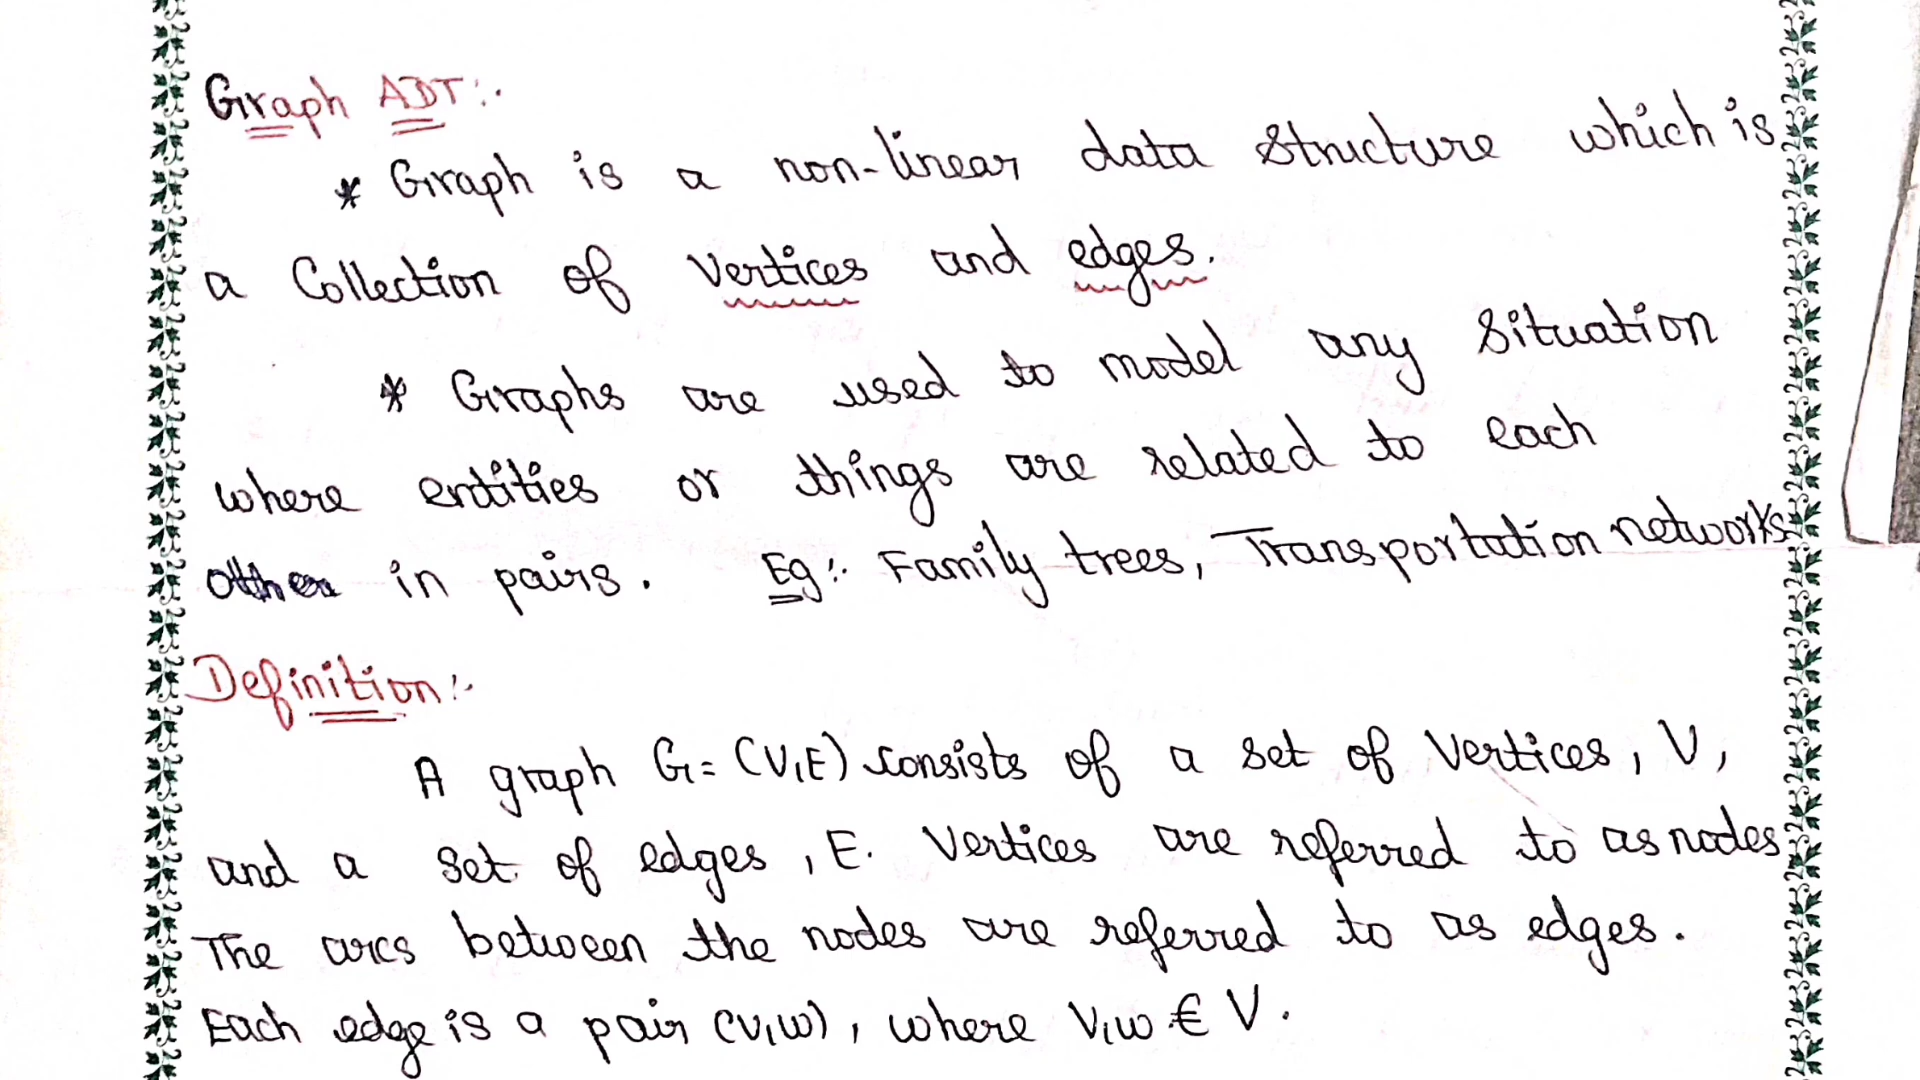 Graph ADT:-
* Graph is a non-linear data structure which is
a Collection of Vertices and edges.
* Graphs are used to model any situation
where entities or things are related to each
other in pairs. Eg:- Family trees, Transportation networks
Definition:-
A graph G = (V,E) consists of a set of Vertices, V,
and a set of edges, E. Vertices are referred to as nodes
The arcs between the nodes are referred to as edges.
Each edge is a pair (v,w), where v,w € V.